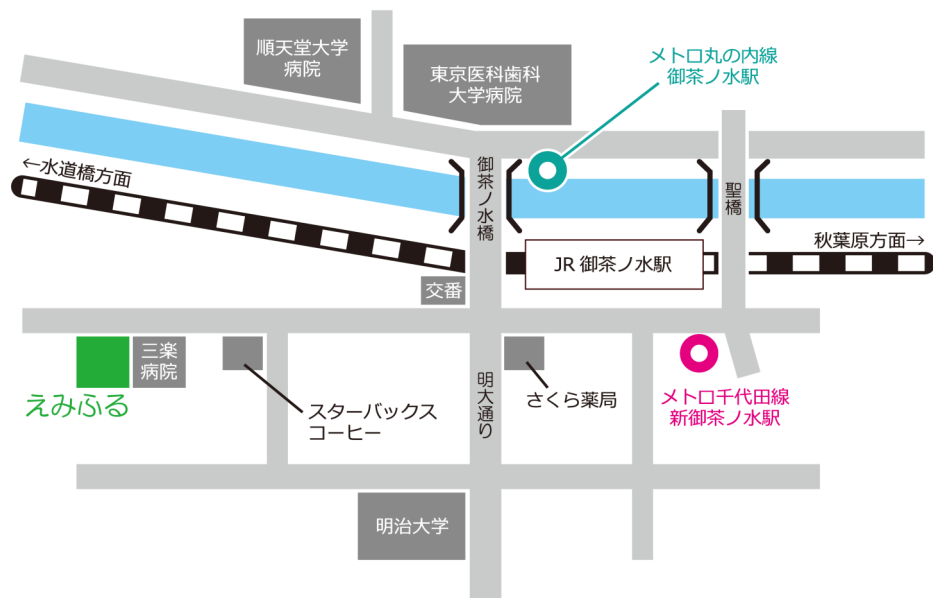 順天堂大学
病院
東京医科歯科
大学病院
メトロ丸の内線
御茶ノ水駅
←水道橋方面
御茶ノ水橋
聖橋
秋葉原方面→
JR 御茶ノ水駅
交番
三楽
病院
えみふる
スターバックス
コーヒー
明大通り
さくら薬局
メトロ千代田線
新御茶ノ水駅
明治大学